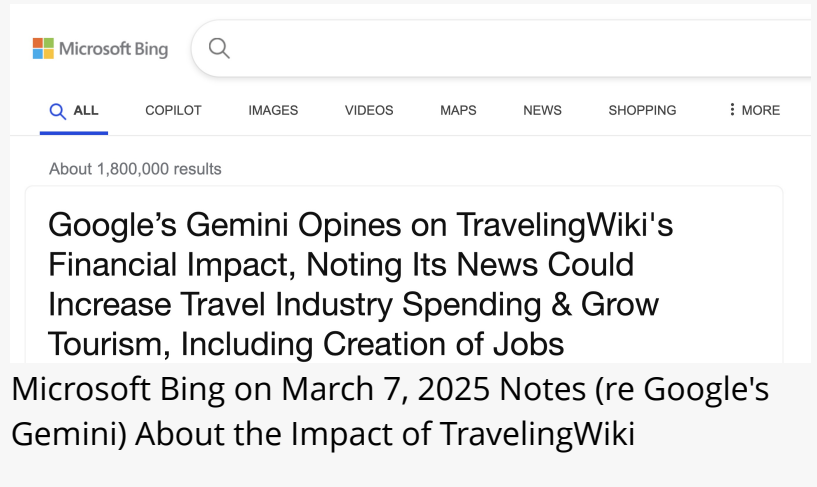 Microsoft Bing
ALL COPILOT IMAGES VIDEOS MAPS NEWS SHOPPING MORE
About 1,800,000 results
Google’s Gemini Opines on TravelingWiki's
Financial Impact, Noting Its News Could
Increase Travel Industry Spending & Grow
Tourism, Including Creation of Jobs
Microsoft Bing on March 7, 2025 Notes (re Google's
Gemini) About the Impact of TravelingWiki